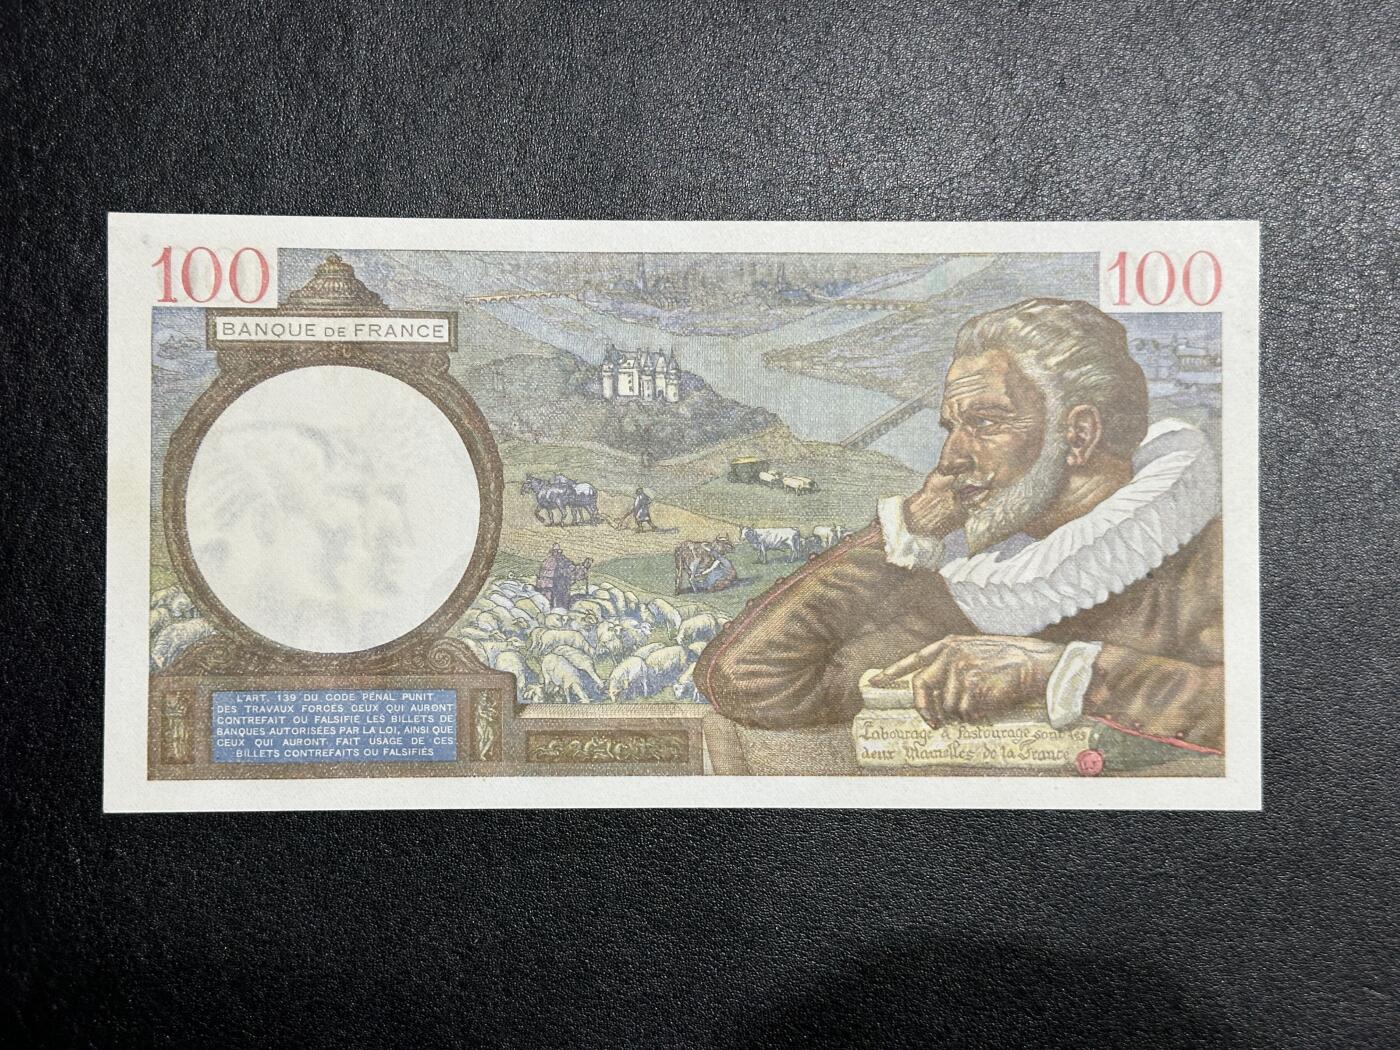 100
100
BANQUE DE FRANCE
L'ART. 139 DU CODE PÉNAL PUNIT
DES TRAVAUX FORCÉS CEUX QUI AURONT
CONTREFAIT OU FALSIFIÉ LES BILLETS DE
BANQUES AUTORISÉES PAR LA LOI, AINSI QUE
CEUX QUI AURONT FAIT USAGE DE CES
BILLETS CONTREFAITS OU FALSIFIÉS
Labourage & Pastourage sont les
deux Mamelles de la France